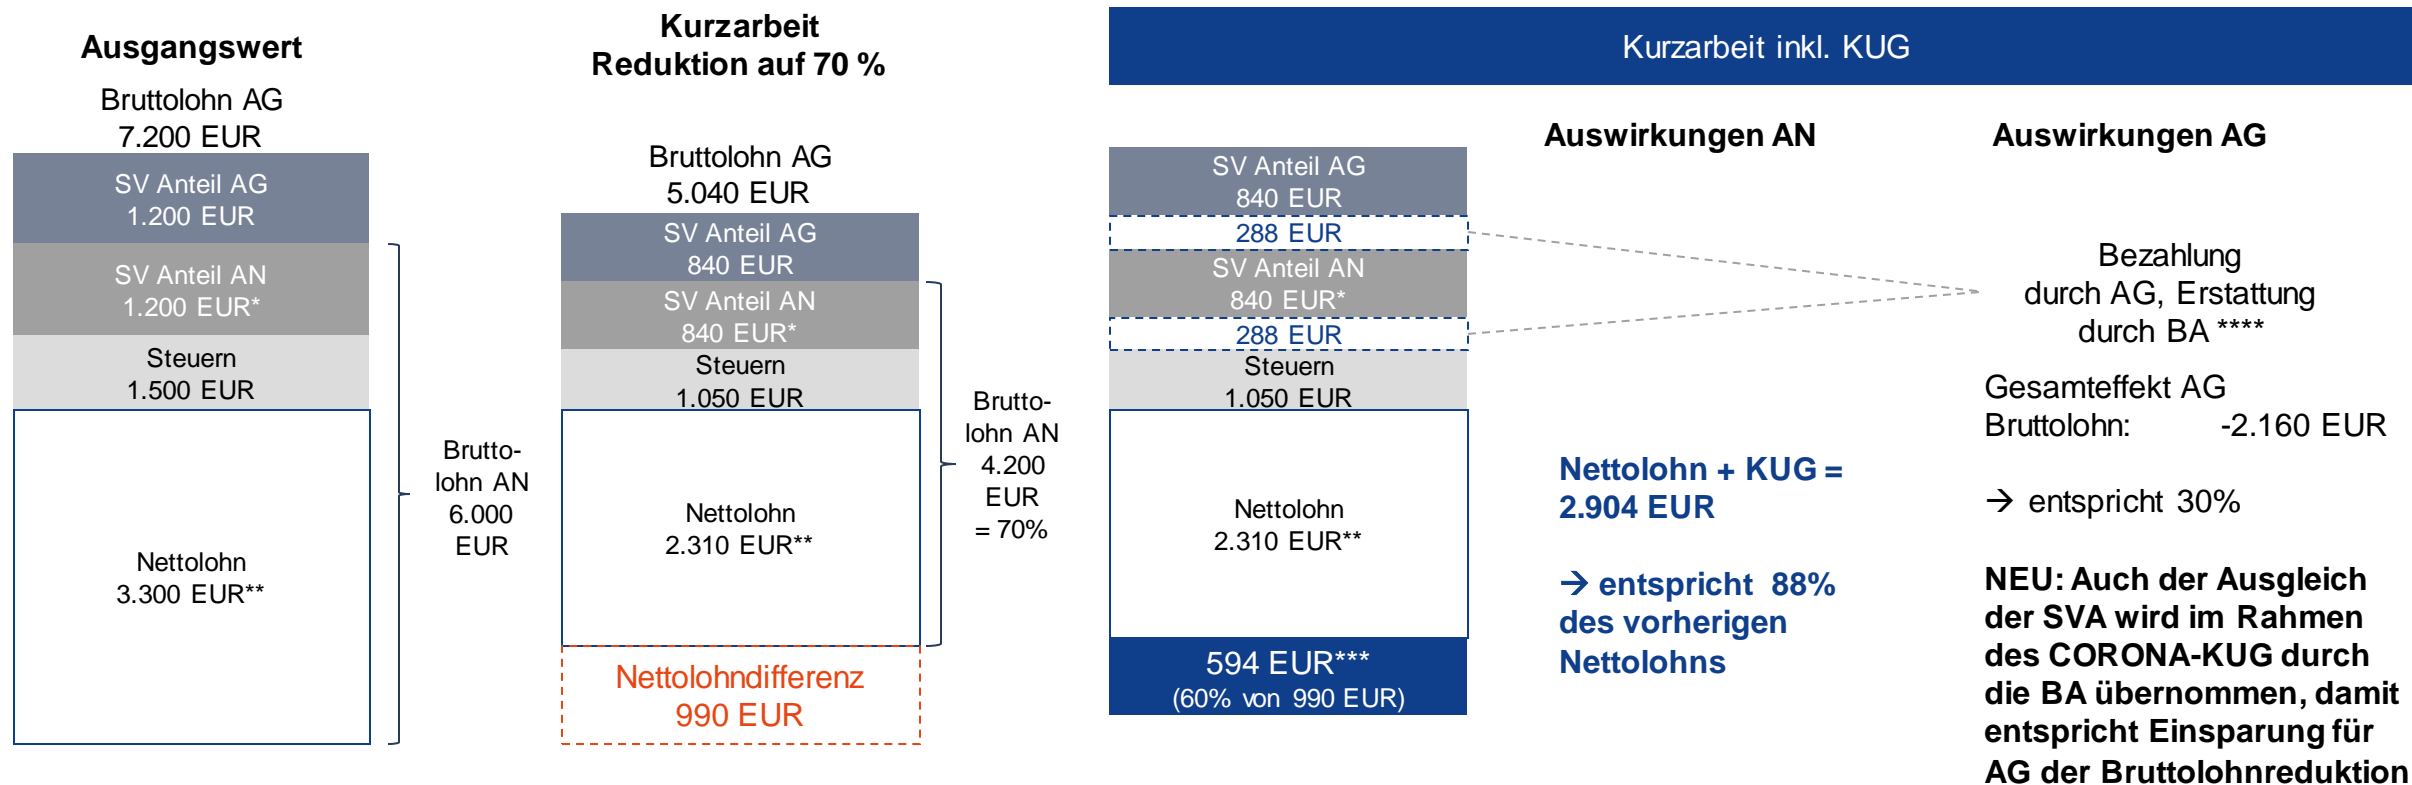 Ausgangswert
Bruttolohn AG
7.200 EUR
SV Anteil AG
1.200 EUR
SV Anteil AN
1.200 EUR*
Steuern
1.500 EUR
Nettolohn
3.300 EUR**
Brutto-
lohn AN
6.000
EUR
Kurzarbeit
Reduktion auf 70 %
Bruttolohn AG
5.040 EUR
SV Anteil AG
840 EUR
SV Anteil AN
840 EUR*
Steuern
1.050 EUR
Nettolohn
2.310 EUR**
Nettolohndifferenz
990 EUR
Brutto-
lohn AN
4.200
EUR
= 70%
Kurzarbeit inkl. KUG
SV Anteil AG
840 EUR
288 EUR
SV Anteil AN
840 EUR*
288 EUR
Steuern
1.050 EUR
Nettolohn
2.310 EUR**
594 EUR***
(60% von 990 EUR)
Auswirkungen AN
Nettolohn + KUG =
2.904 EUR
→ entspricht 88%
des vorherigen
Nettolohns
Auswirkungen AG
Bezahlung
durch AG, Erstattung
durch BA ****
Gesamteffekt AG
Bruttolohn: -2.160 EUR
→ entspricht 30%
NEU: Auch der Ausgleich
der SVA wird im Rahmen
des CORONA-KUG durch
die BA übernommen, damit
entspricht Einsparung für
AG der Bruttolohnreduktion